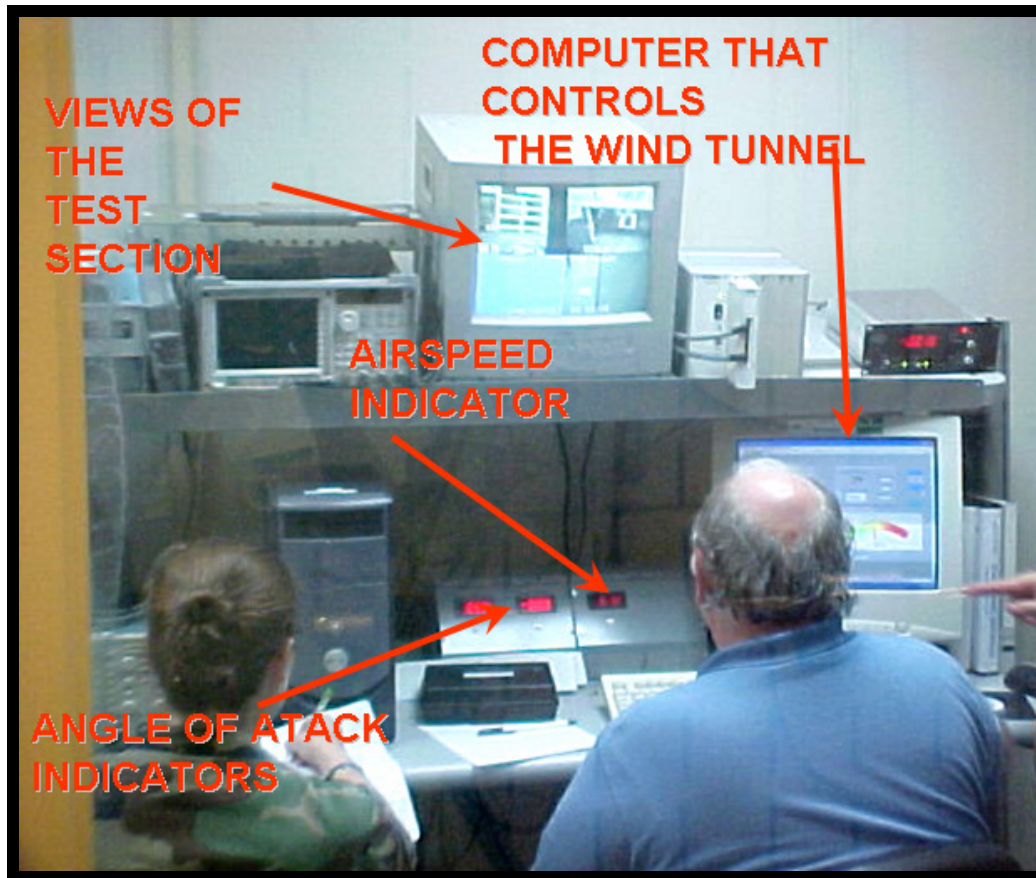 VIEWS OF
THE
TEST
SECTION
COMPUTER THAT
CONTROLS
THE WIND TUNNEL
AIRSPEED
INDICATOR
ANGLE OF ATACK
INDICATORS